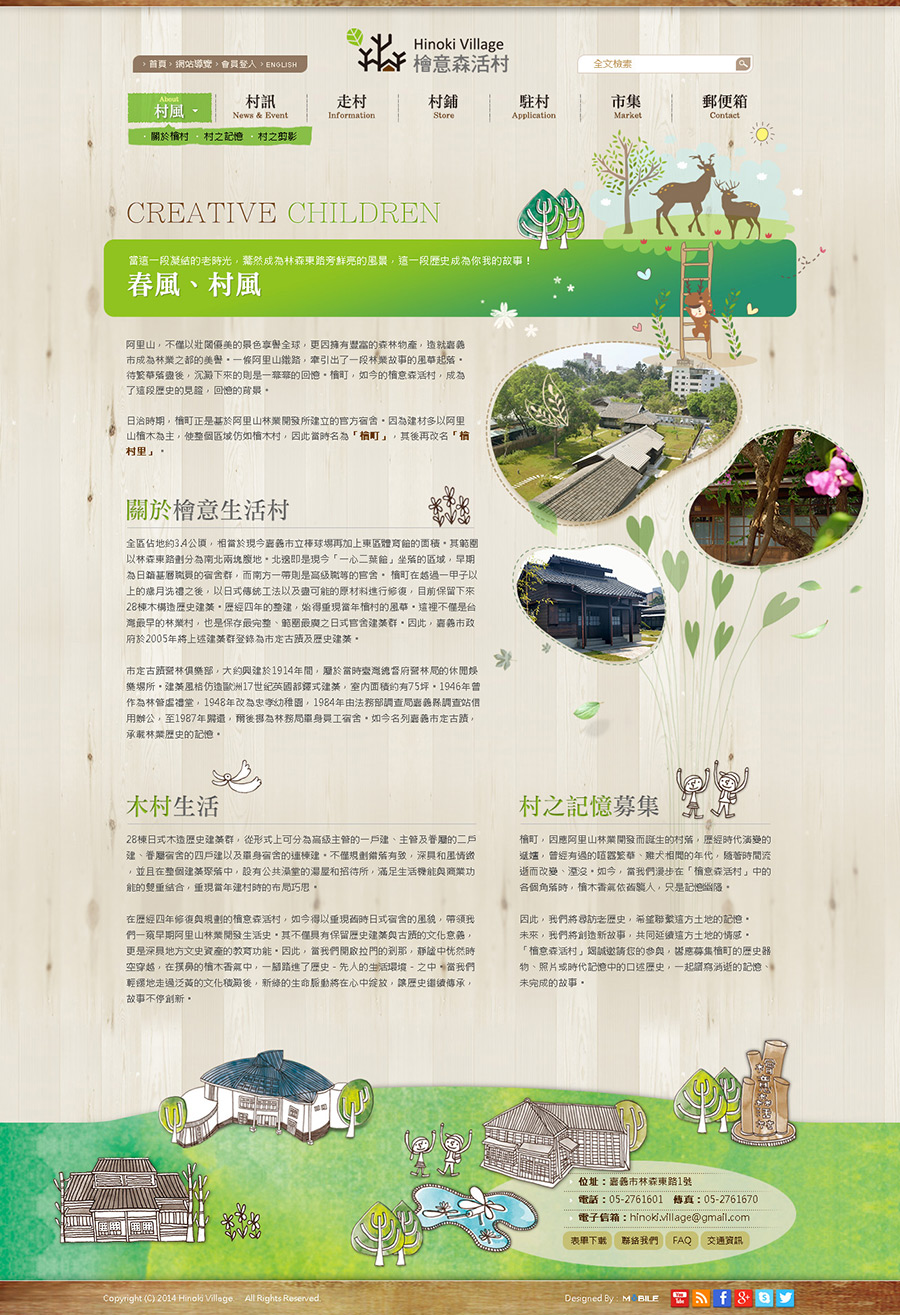 Hinoki Village
檜意森活村
› 首頁 › 網站導覽 › 會員登入 › ENGLISH
全文檢索
About
村風
村訊
News & Event
走村
Information
村鋪
Store
駐村
Application
市集
Market
郵便箱
Contact
· 關於檜村 · 村之記憶 · 村之剪影
CREATIVE CHILDREN
當這一段凝結的老時光，驀然成為林森東路旁鮮亮的風景，這一段歷史成為你我的故事！
春風、村風
阿里山，不僅以壯闊優美的景色享譽全球，更因擁有豐富的森林物產，造就嘉義
市成為林業之都的美譽。一條阿里山鐵路，牽引出了一段林業故事的風華起落。
待繁華落盡後，沉澱下來的則是一幕幕的回憶。檜町，如今的檜意森活村，成為
了這段歷史的見證，回憶的背景。
日治時期，檜町正是基於阿里山林業開發所建立的官方宿舍。因為建材多以阿里
山檜木為主，使整個區域仿如檜木村，因此當時名為「檜町」，其後再改名「檜
村里」。
關於檜意生活村
全區佔地約3.4公頃，相當於現今嘉義市立棒球場再加上東區體育館的面積。其範圍
以林森東路劃分為南北兩塊腹地。北邊即是現今「一心二葉館」坐落的區域，早期
為日籍基層職員的宿舍群，而南方一帶則是高級職等的官舍。 檜町在越過一甲子以
上的歲月洗禮之後，以日式傳統工法以及盡可能的原材料進行修復，目前保留下來
28棟木構造歷史建築。歷經四年的整建，始得重現當年檜村的風華。這裡不僅是台
灣最早的林業村，也是保存最完整、範圍最廣之日式官舍建築群。因此，嘉義市政
府於2005年將上述建築群登錄為市定古蹟及歷史建築。
市定古蹟營林俱樂部，大約興建於1914年間，屬於當時臺灣總督府營林局的休閒娛
樂場所。建築風格仿造歐洲17世紀英國都鐸式建築，室內面積約有75坪。1946年曾
作為林管處禮堂，1948年改為忠孝幼稚園，1984年由法務部調查局嘉義縣調查站借
用辦公，至1987年歸還，爾後挪為林務局單身員工宿舍。如今名列嘉義市定古蹟，
承載林業歷史的記憶。
木村生活
28棟日式木造歷史建築群，從形式上可分為高級主管的一戶建、主管及眷屬的二戶
建、眷屬宿舍的四戶建以及單身宿舍的連棟建。不僅規劃錯落有致，深具和風情緻
，並且在整個建築聚落中，設有公共澡堂的湯屋和招待所，滿足生活機能與商業功
能的雙重結合，重現當年建村時的布局巧思。
在歷經四年修復與規劃的檜意森活村，如今得以重現舊時日式宿舍的風貌，帶領我
們一窺早期阿里山林業開發生活史。其不僅具有保留歷史建築與古蹟的文化意義，
更是深具地方文史資產的教育功能。因此，當我們開啟拉門的剎那，靜謐中恍然時
空穿越，在撲鼻的檜木香氣中，一腳踏進了歷史－先人的生活環境－之中。當我們
輕緩地走過泛黃的文化積澱後，新綠的生命脈動將在心中綻放，讓歷史繼續傳承，
故事不停創新。
村之記憶募集
檜町，因應阿里山林業開發而誕生的村落，歷經時代演變的
遞嬗，曾經有過的喧囂繁華、雞犬相聞的年代，隨著時間流
逝而改變、湮沒。如今，當我們漫步在「檜意森活村」中的
各個角落時，檜木香氣依舊襲人，只是記憶幽隱。
因此，我們將尋訪老歷史，希望聯繫這方土地的記憶。
未來，我們將創造新故事，共同延續這方土地的情感。
「檜意森活村」竭誠邀請您的參與，響應募集檜町的歷史器
物、照片或時代記憶中的口述歷史，一起譜寫消逝的記憶、
未完成的故事。
位址：嘉義市林森東路1號
電話：05-2761601 傳真：05-2761670
電子信箱：hinoki.village@gmail.com
表單下載 聯絡我們 FAQ 交通資訊
Copyright (C) 2014 Hinoki Village All Rights Reserved.
Designed By : MOBILE
You Tube